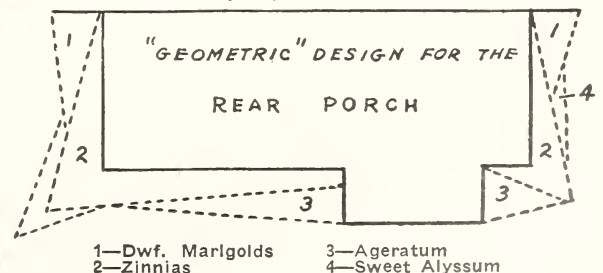 1 "GEOMETRIC" DESIGN FOR THE 1
REAR PORCH 4
2 2
3 3
1—Dwf. Marigolds 3—Ageratum
2—Zinnias 4—Sweet Alyssum